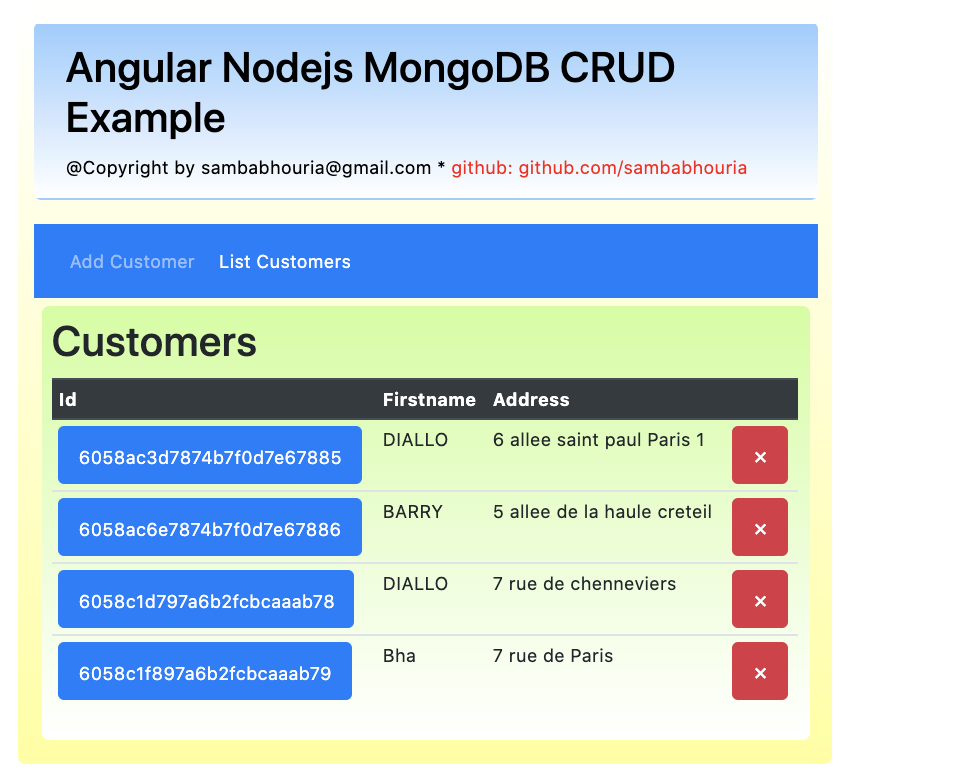 Angular Nodejs MongoDB CRUD
Example
@Copyright by sambabhouria@gmail.com * github: github.com/sambabhouria
Add Customer List Customers
Customers
Id Firstname Address
6058ac3d7874b7f0d7e67885 DIALLO 6 allee saint paul Paris 1 ×
6058ac6e7874b7f0d7e67886 BARRY 5 allee de la haule creteil ×
6058c1d797a6b2fcbcaaab78 DIALLO 7 rue de chenneviers ×
6058c1f897a6b2fcbcaaab79 Bha 7 rue de Paris ×